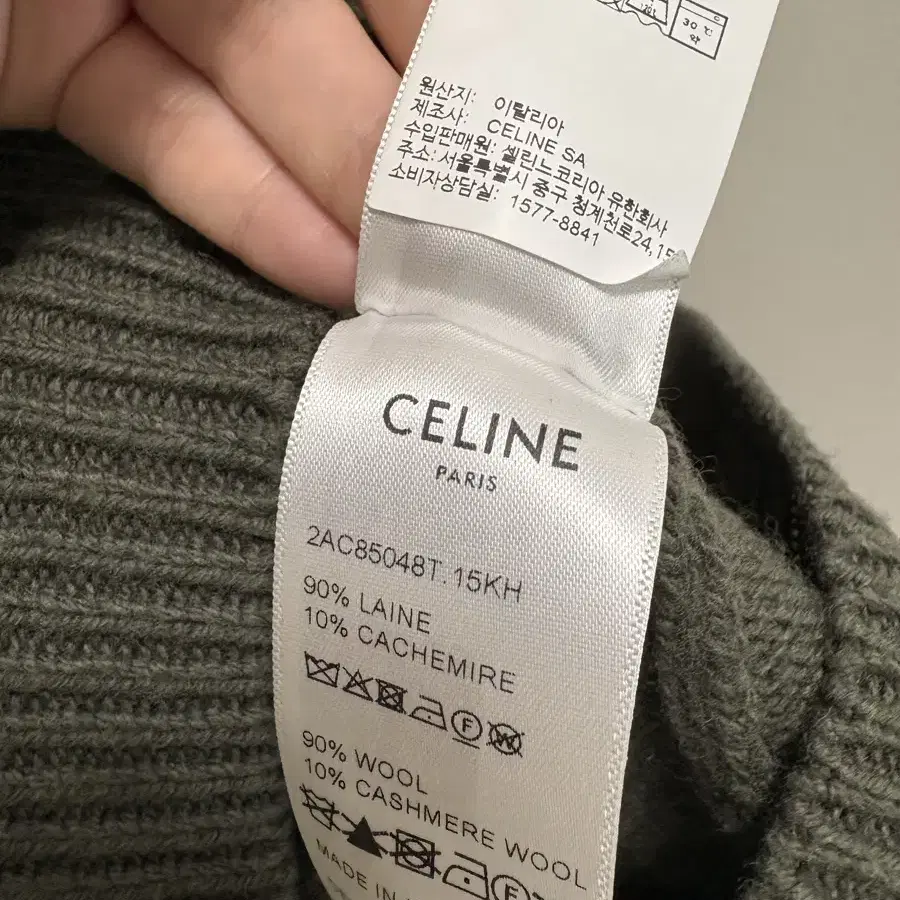 30 ℃
약
원산지: 이탈리아
제조사: CELINE SA
수입판매원: 셀린느코리아 유한회사
주소: 서울특별시 중구 청계천로24,15
소비자상담실: 1577-8841
CELINE
PARIS
2AC85048T.15KH
90% LAINE
10% CACHEMIRE
F
W
90% WOOL
10% CASHMERE WOOL
F
MADE IN